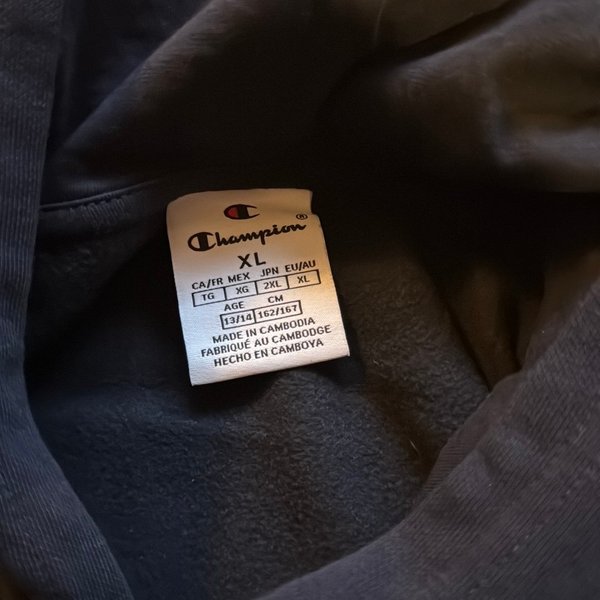 Champion®
XL
CA/FR MEX JPN EU/AU
TG XG 2XL XL
AGE CM
13/14 162/167
MADE IN CAMBODIA
FABRIQUÉ AU CAMBODGE
HECHO EN CAMBOYA